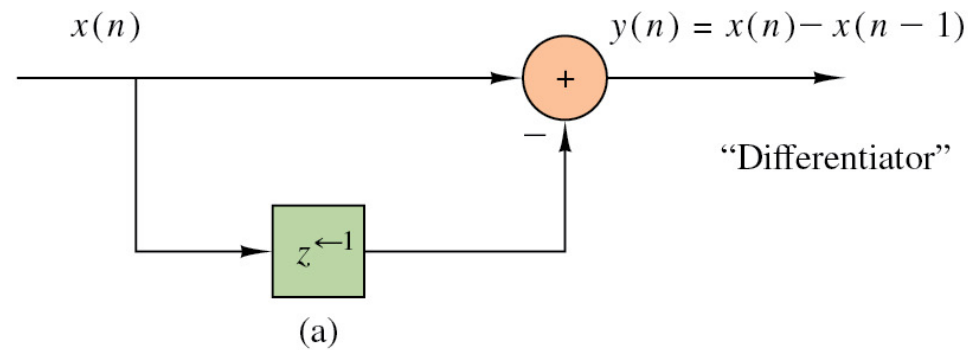 x(n)
y(n) = x(n)− x(n − 1)
+
−
“Differentiator”
z←1
(a)